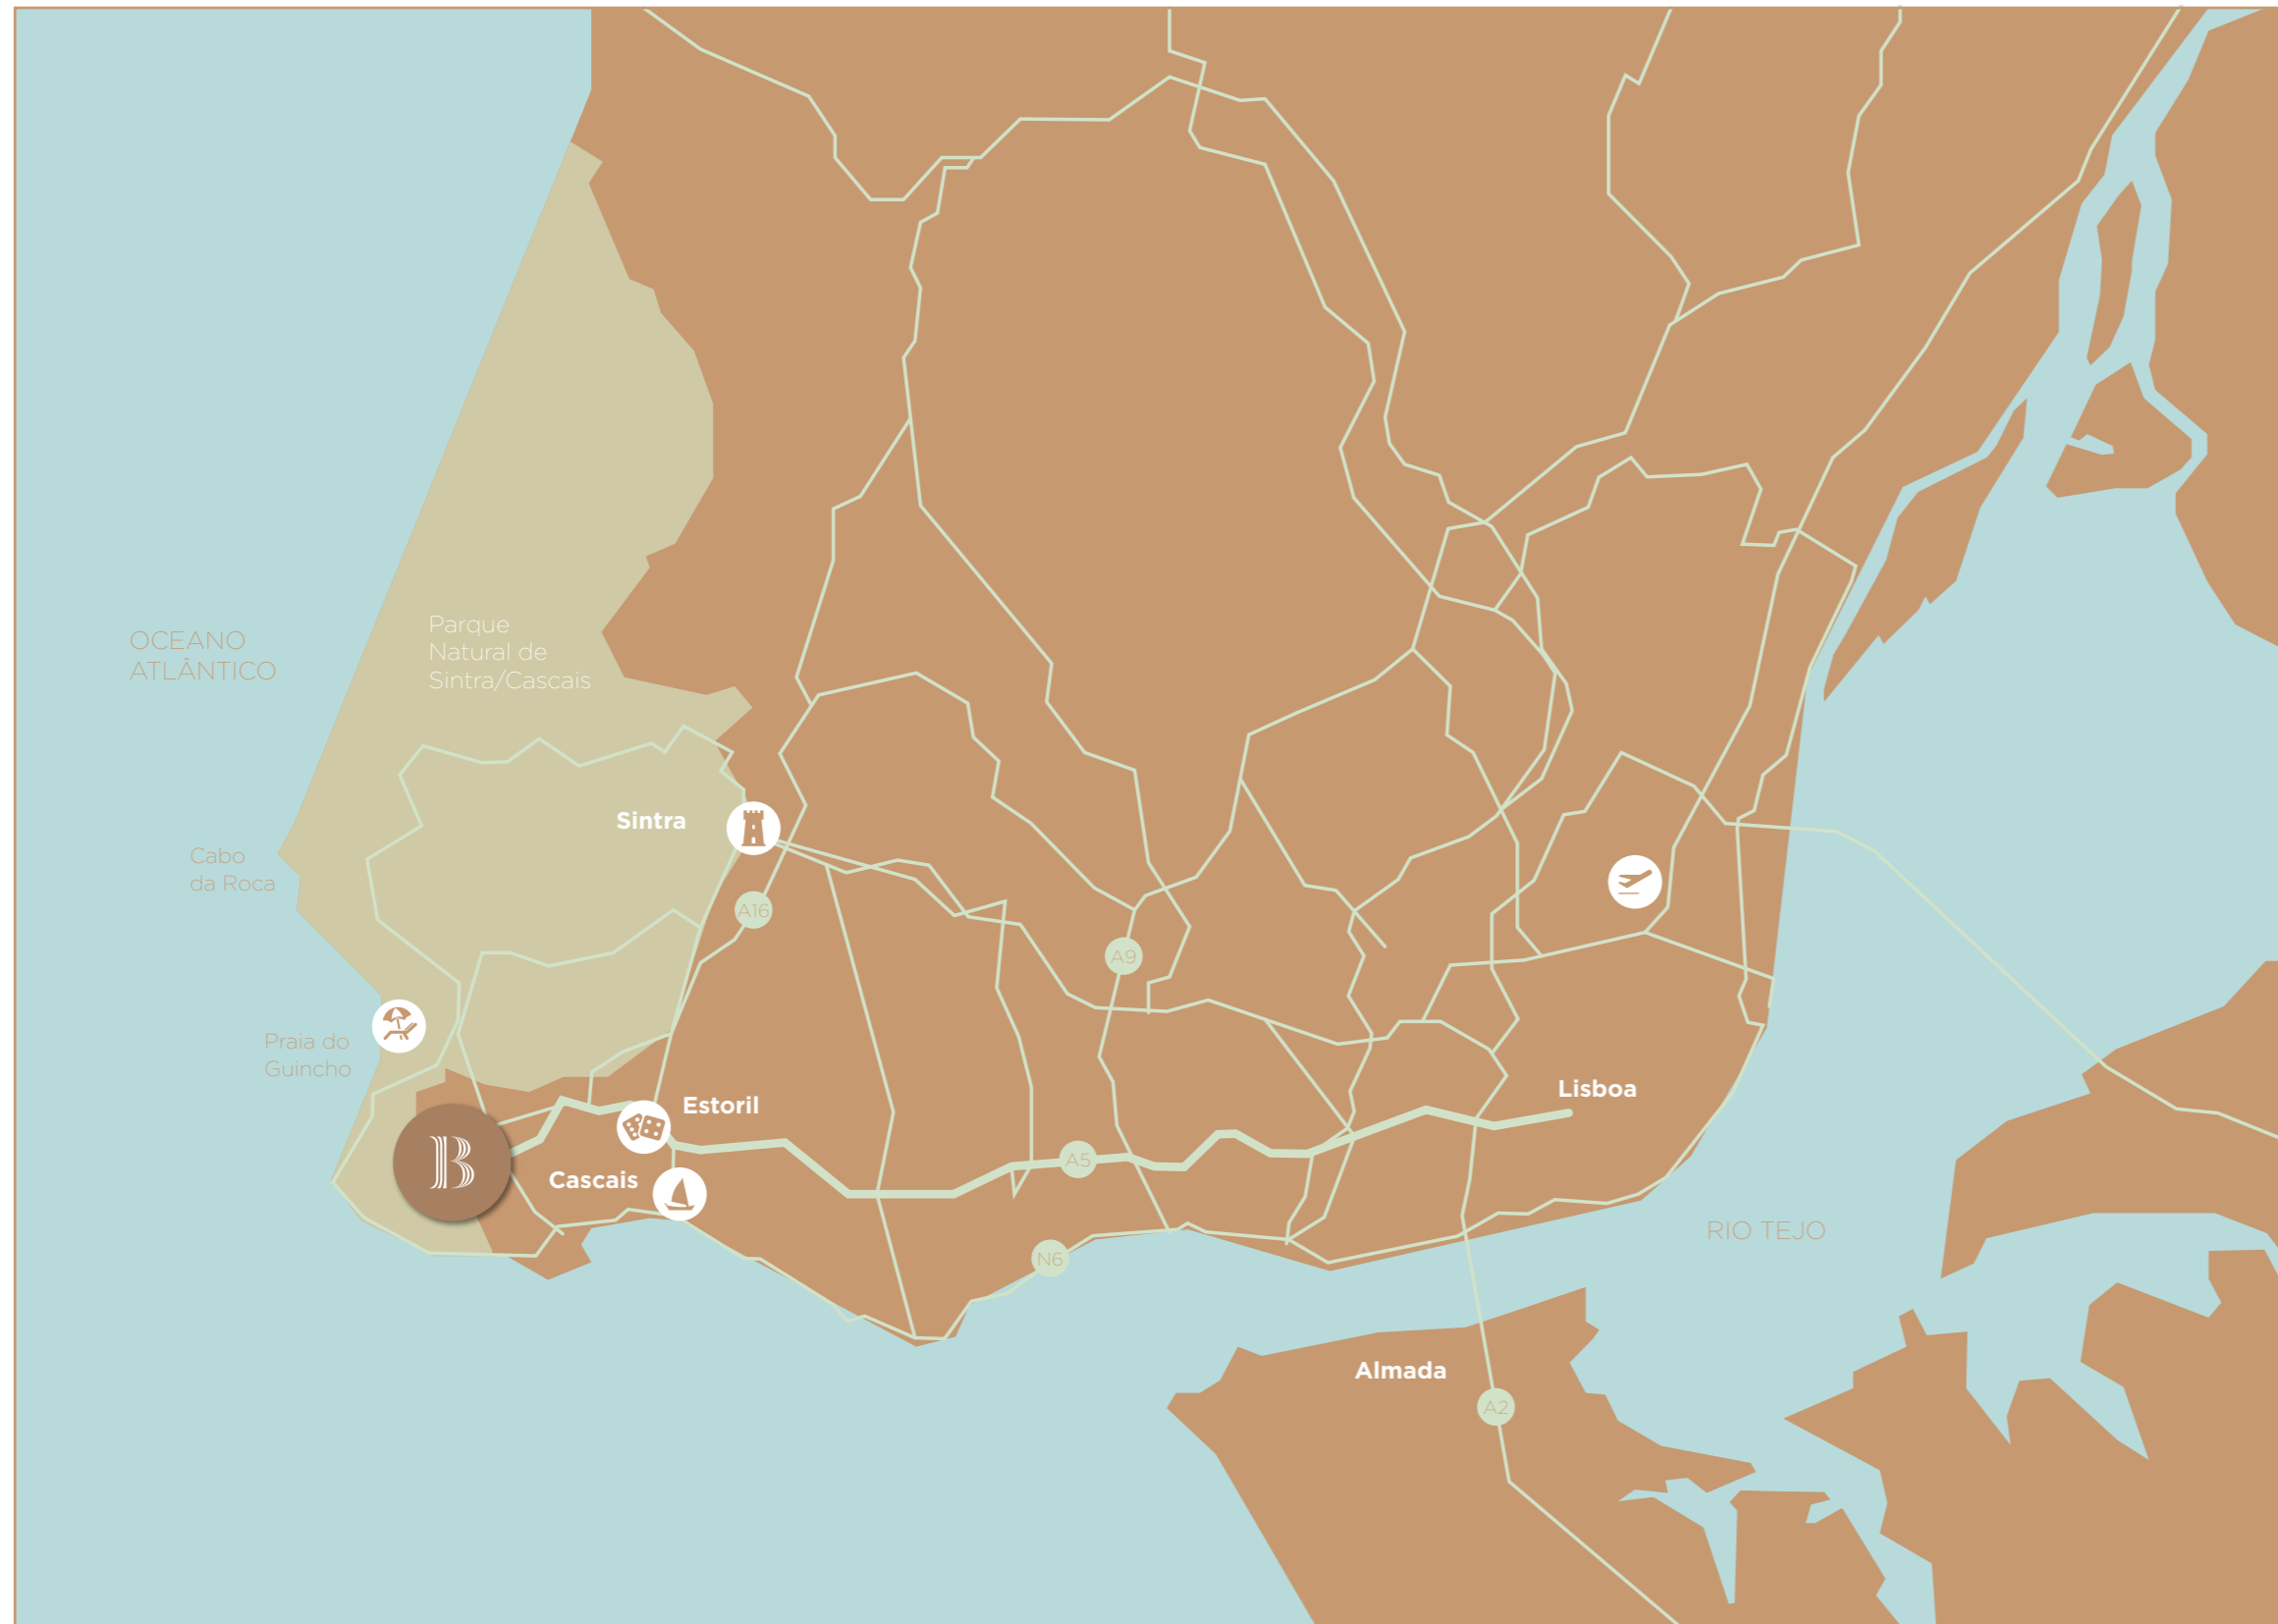 OCEANO
ATLÂNTICO
Parque
Natural de
Sintra/Cascais
Sintra
Cabo
da Roca
A16
A9
Praia do
Guincho
Estoril
Lisboa
B
A5
Cascais
N6
RIO TEJO
Almada
A2